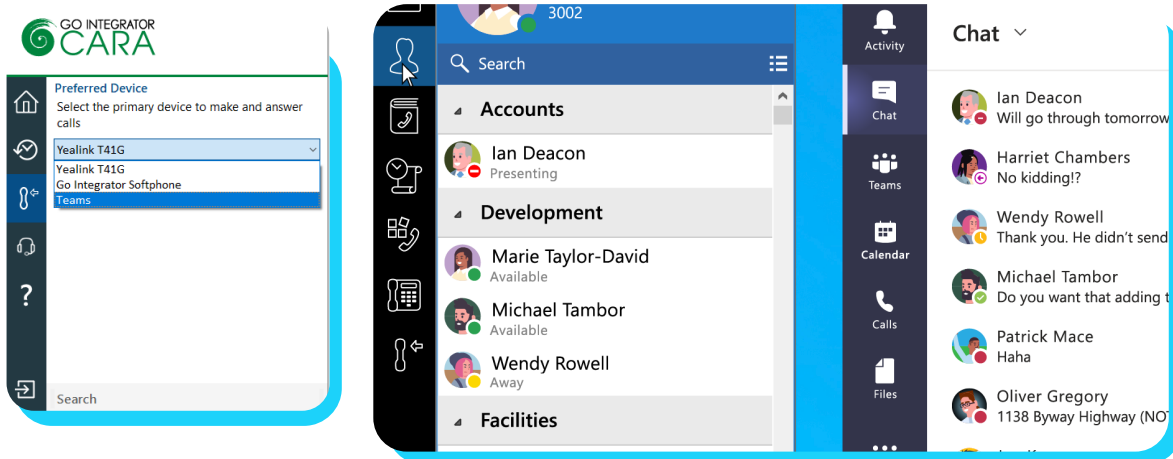 GO INTEGRATOR
CARA
Preferred Device
Select the primary device to make and answer
calls
Yealink T41G
Yealink T41G
Go Integrator Softphone
Teams
?
Search
3002
Search
Accounts
Ian Deacon
Presenting
Development
Marie Taylor-David
Available
Michael Tambor
Available
Wendy Rowell
Away
Facilities
Activity
Chat
Teams
Calendar
Calls
Files
Chat
Ian Deacon
Will go through tomorrow
Harriet Chambers
No kidding!?
Wendy Rowell
Thank you. He didn't send
Michael Tambor
Do you want that adding t
Patrick Mace
Haha
Oliver Gregory
1138 Byway Highway (NO